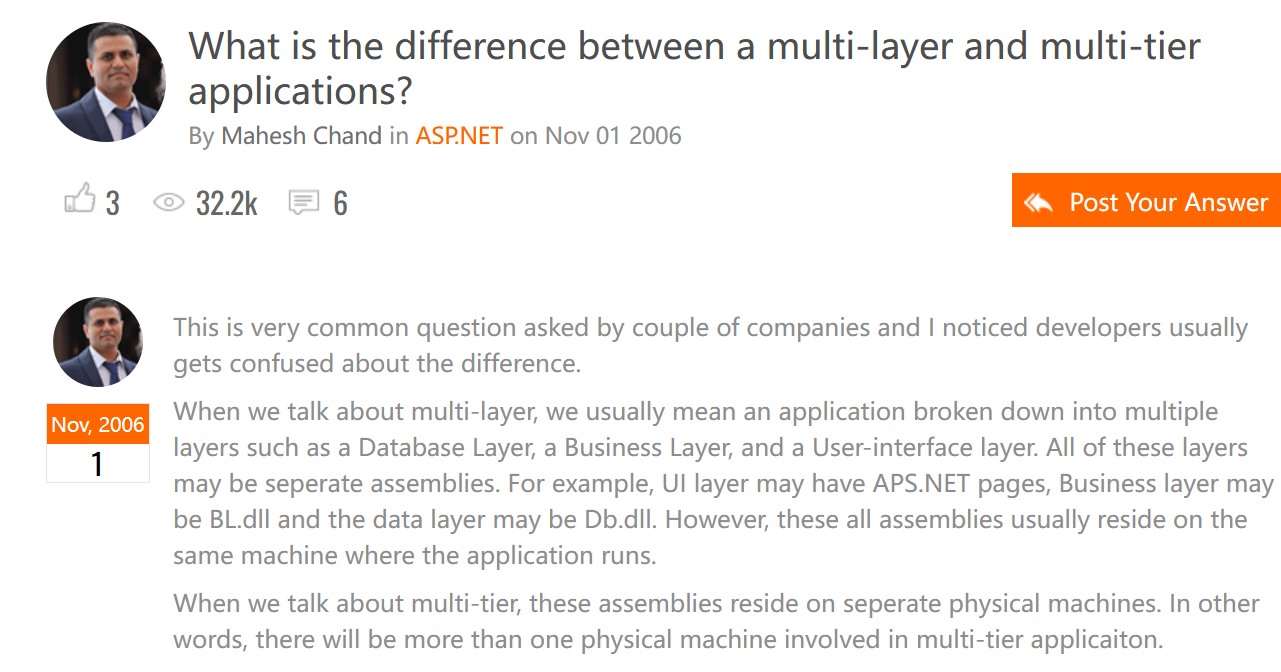 What is the difference between a multi-layer and multi-tier
applications?
By Mahesh Chand in ASP.NET on Nov 01 2006
3 32.2k 6
Post Your Answer
This is very common question asked by couple of companies and I noticed developers usually
gets confused about the difference.
Nov, 2006
1
When we talk about multi-layer, we usually mean an application broken down into multiple
layers such as a Database Layer, a Business Layer, and a User-interface layer. All of these layers
may be seperate assemblies. For example, UI layer may have APS.NET pages, Business layer may
be BL.dll and the data layer may be Db.dll. However, these all assemblies usually reside on the
same machine where the application runs.
When we talk about multi-tier, these assemblies reside on seperate physical machines. In other
words, there will be more than one physical machine involved in multi-tier applicaiton.